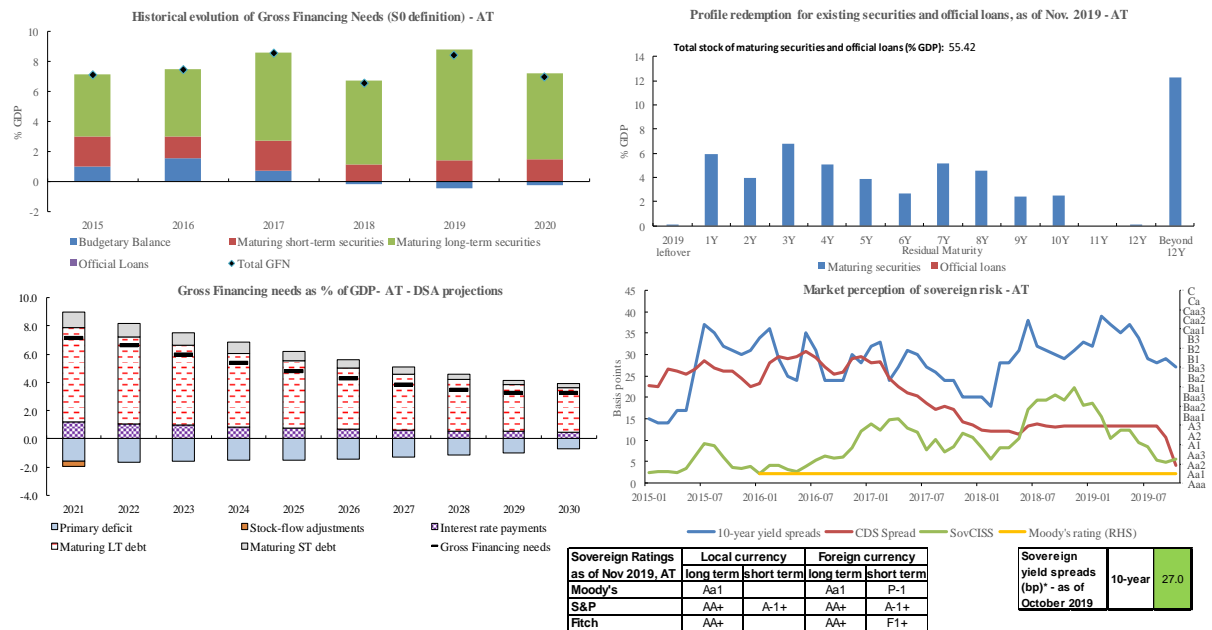 Historical evolution of Gross Financing Needs (S0 definition) - AT
10
8
6
4
2
0
-2
% GDP
2015
2016
2017
2018
2019
2020
Budgetary Balance
Maturing short-term securities
Maturing long-term securities
Official Loans
Total GFN
Profile redemption for existing securities and official loans, as of Nov. 2019 - AT
Total stock of maturing securities and official loans (% GDP): 55.42
14
12
10
8
6
4
2
0
% GDP
2019 leftover
1Y
2Y
3Y
4Y
5Y
6Y
7Y
8Y
9Y
10Y
11Y
12Y
Beyond 12Y
Residual Maturity
Maturing securities
Official loans
Gross Financing needs as % of GDP- AT - DSA projections
10.0
8.0
6.0
4.0
2.0
0.0
-2.0
-4.0
2021
2022
2023
2024
2025
2026
2027
2028
2029
2030
Primary deficit
Stock-flow adjustments
Interest rate payments
Maturing LT debt
Maturing ST debt
Gross Financing needs
Market perception of sovereign risk - AT
45
40
35
30
25
20
15
10
5
0
Basis points
C
Ca
Caa3
Caa2
Caa1
B3
B2
B1
Ba3
Ba2
Ba1
Baa3
Baa2
Baa1
A3
A2
A1
Aa3
Aa2
Aa1
Aaa
2015-01
2015-07
2016-01
2016-07
2017-01
2017-07
2018-01
2018-07
2019-01
2019-07
10-year yield spreads
CDS Spread
SovCISS
Moody's rating (RHS)
Sovereign Ratings as of Nov 2019, AT
Local currency
Foreign currency
long term
short term
long term
short term
Moody's
Aa1
Aa1
P-1
S&P
AA+
A-1+
AA+
A-1+
Fitch
AA+
AA+
F1+
Sovereign yield spreads (bp)* - as of October 2019
10-year
27.0